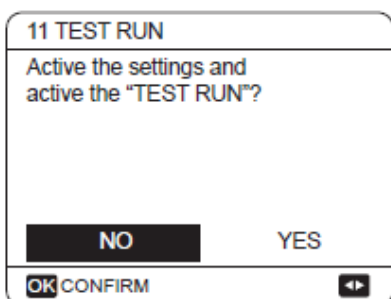 11 TEST RUN
Active the settings and
active the “TEST RUN”?
NO YES
OK CONFIRM